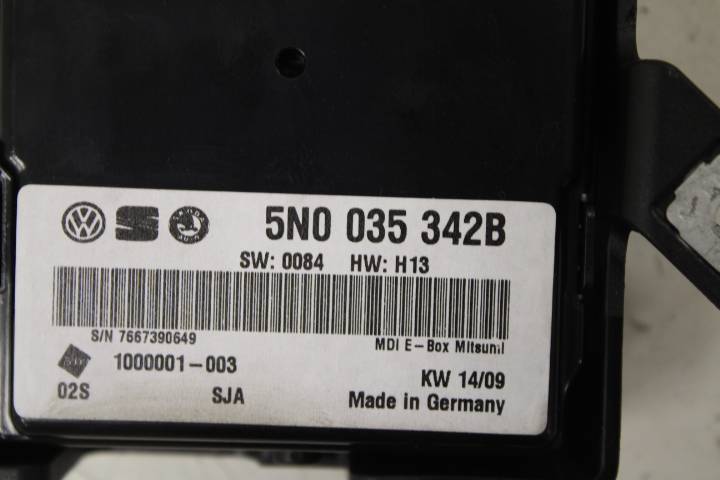 5N0 035 342B
SW: 0084 HW: H13
S/N 7667390649
MDI E-Box Mitsunil
1000001-003
KW 14/09
02S SJA Made in Germany